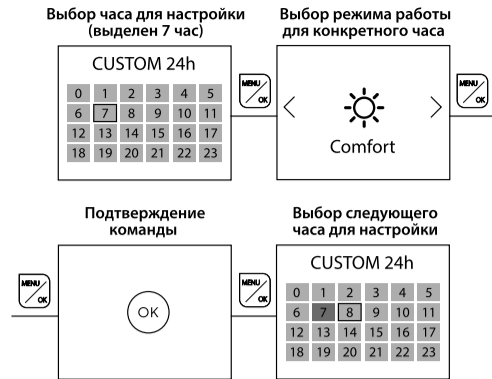 Выбор часа для настройки
(выделен 7 час)
CUSTOM 24h
0 1 2 3 4 5
6 7 8 9 10 11
12 13 14 15 16 17
18 19 20 21 22 23
MENU
OK
Выбор режима работы
для конкретного часа
< >
Comfort
MENU
OK
MENU
OK
Подтверждение
команды
OK
MENU
OK
Выбор следующего
часа для настройки
CUSTOM 24h
0 1 2 3 4 5
6 7 8 9 10 11
12 13 14 15 16 17
18 19 20 21 22 23